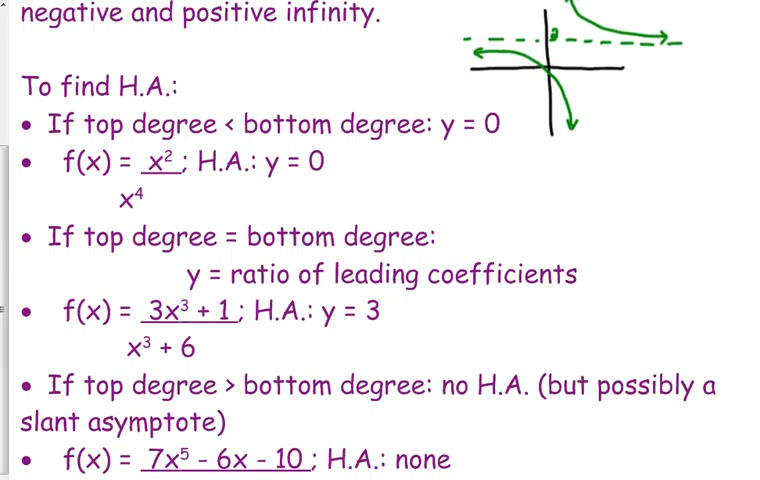 negative and positive infinity.
2
To find H.A.:
• If top degree < bottom degree: y = 0
• f(x) = x²; H.A.: y = 0
x⁴
• If top degree = bottom degree:
y = ratio of leading coefficients
• f(x) = 3x³ + 1; H.A.: y = 3
x³ + 6
• If top degree > bottom degree: no H.A. (but possibly a
slant asymptote)
• f(x) = 7x⁵ - 6x - 10; H.A.: none